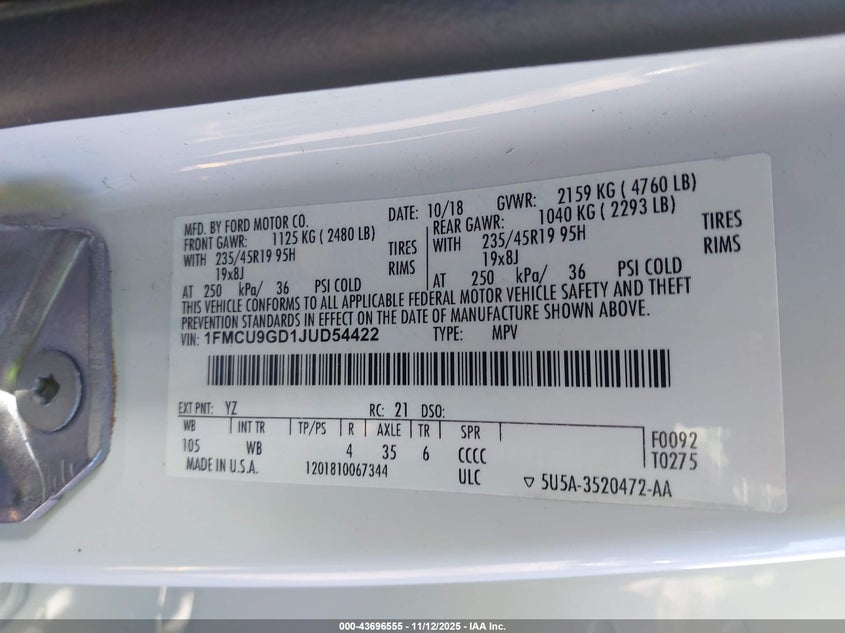 MFD. BY FORD MOTOR CO.
DATE: 10/18 GVWR: 2159 KG ( 4760 LB)
FRONT GAWR: 1125 KG ( 2480 LB)
REAR GAWR: 1040 KG ( 2293 LB)
WITH 235/45R19 95H TIRES
WITH 235/45R19 95H TIRES
19x8J RIMS
19x8J RIMS
AT 250 kPa/ 36 PSI COLD
AT 250 kPa/ 36 PSI COLD
THIS VEHICLE CONFORMS TO ALL APPLICABLE FEDERAL MOTOR VEHICLE SAFETY AND THEFT
PREVENTION STANDARDS IN EFFECT ON THE DATE OF MANUFACTURE SHOWN ABOVE.
VIN: 1FMCU9GD1JUD54422 TYPE: MPV
EXT PNT: YZ RC: 21 DSO:
WB INT TR TP/PS R AXLE TR SPR
105 WB 4 35 6 CCCC
F0092
T0275
MADE IN U.S.A. 1201810067344 ULC
▽ 5U5A-3520472-AA
000-43696555 - 11/12/2025 - IAA Inc.